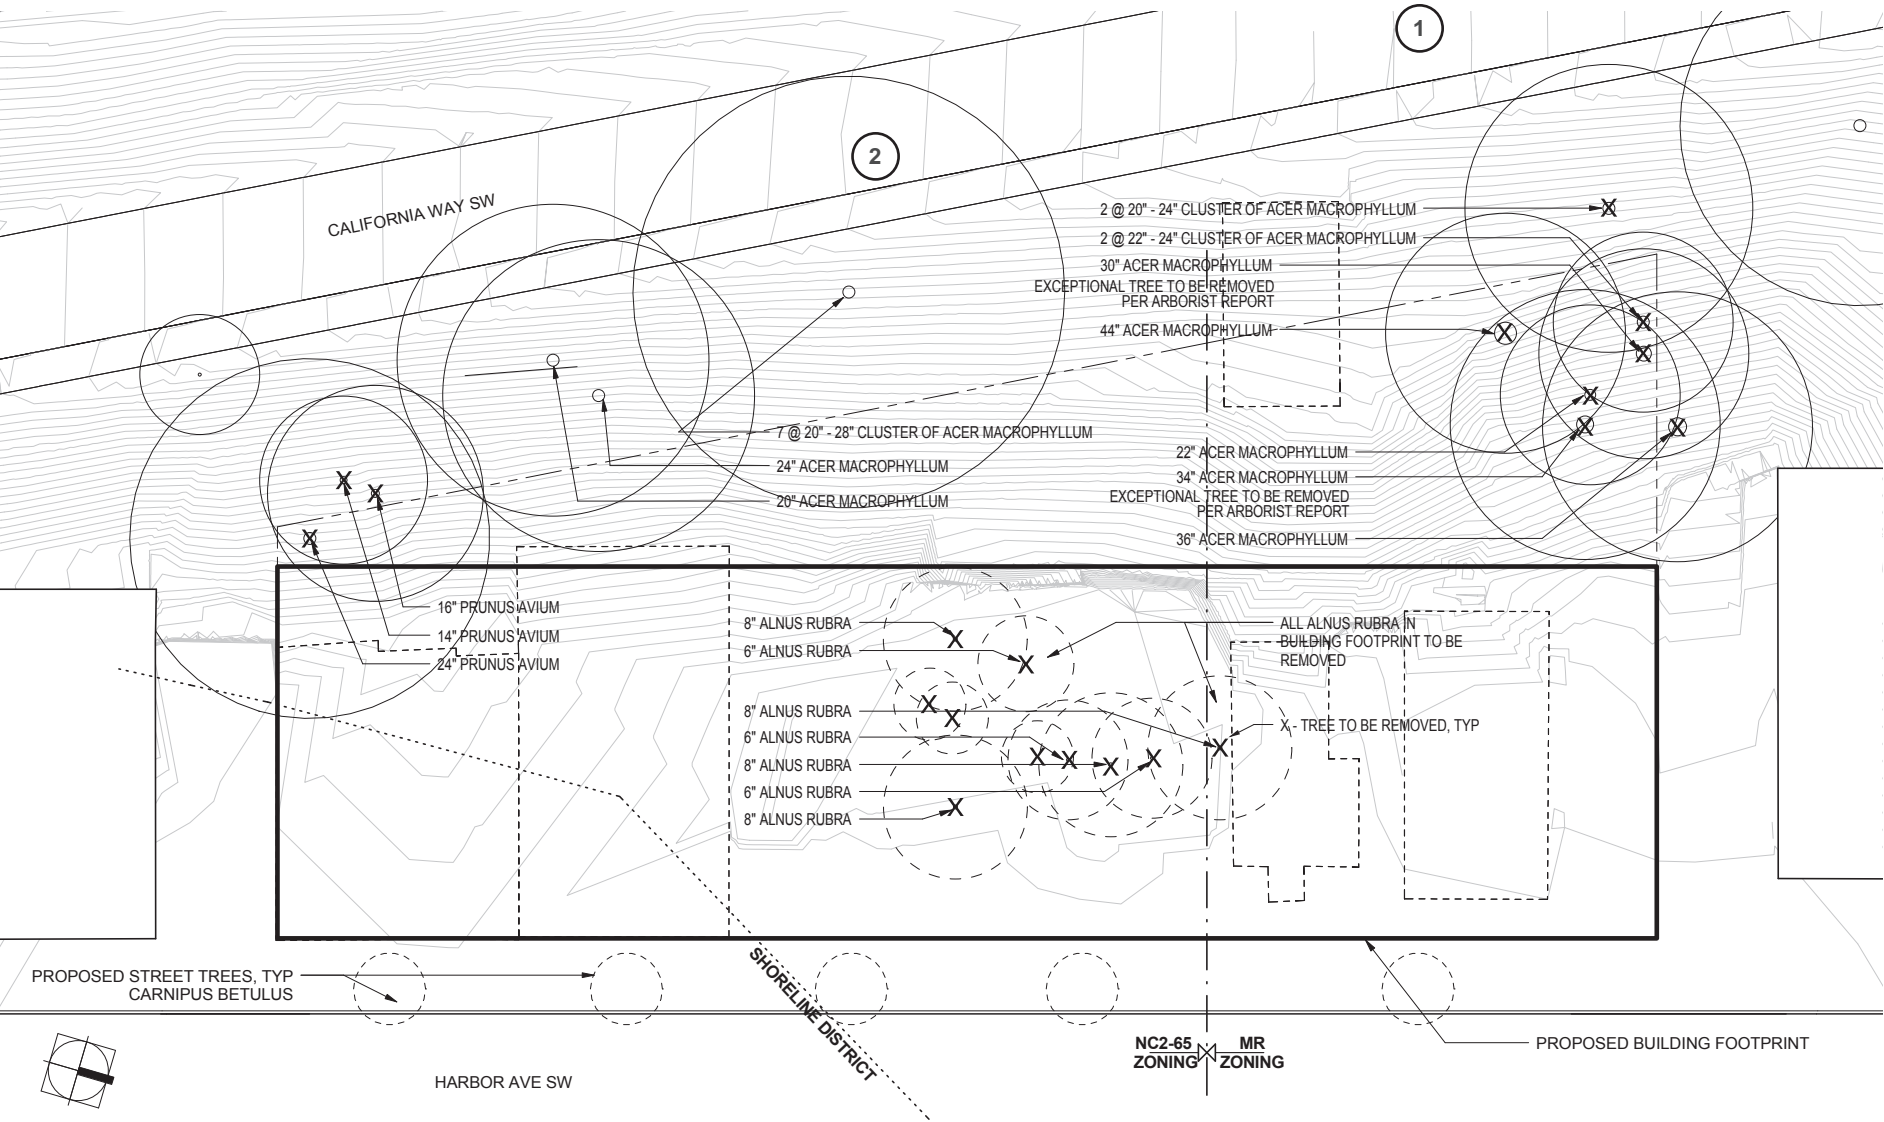 1
2
CALIFORNIA WAY SW
2 @ 20" - 24" CLUSTER OF ACER MACROPHYLLUM
2 @ 22" - 24" CLUSTER OF ACER MACROPHYLLUM
30" ACER MACROPHYLLUM
EXCEPTIONAL TREE TO BE REMOVED
PER ARBORIST REPORT
44" ACER MACROPHYLLUM
7 @ 20" - 28" CLUSTER OF ACER MACROPHYLLUM
24" ACER MACROPHYLLUM
20" ACER MACROPHYLLUM
22" ACER MACROPHYLLUM
34" ACER MACROPHYLLUM
EXCEPTIONAL TREE TO BE REMOVED
PER ARBORIST REPORT
36" ACER MACROPHYLLUM
16" PRUNUS AVIUM
14" PRUNUS AVIUM
24" PRUNUS AVIUM
8" ALNUS RUBRA
6" ALNUS RUBRA
ALL ALNUS RUBRA IN
BUILDING FOOTPRINT TO BE
REMOVED
8" ALNUS RUBRA
6" ALNUS RUBRA
8" ALNUS RUBRA
6" ALNUS RUBRA
8" ALNUS RUBRA
X - TREE TO BE REMOVED, TYP
PROPOSED STREET TREES, TYP
CARNIPUS BETULUS
SHORELINE DISTRICT
NC2-65
ZONING
MR
ZONING
PROPOSED BUILDING FOOTPRINT
HARBOR AVE SW